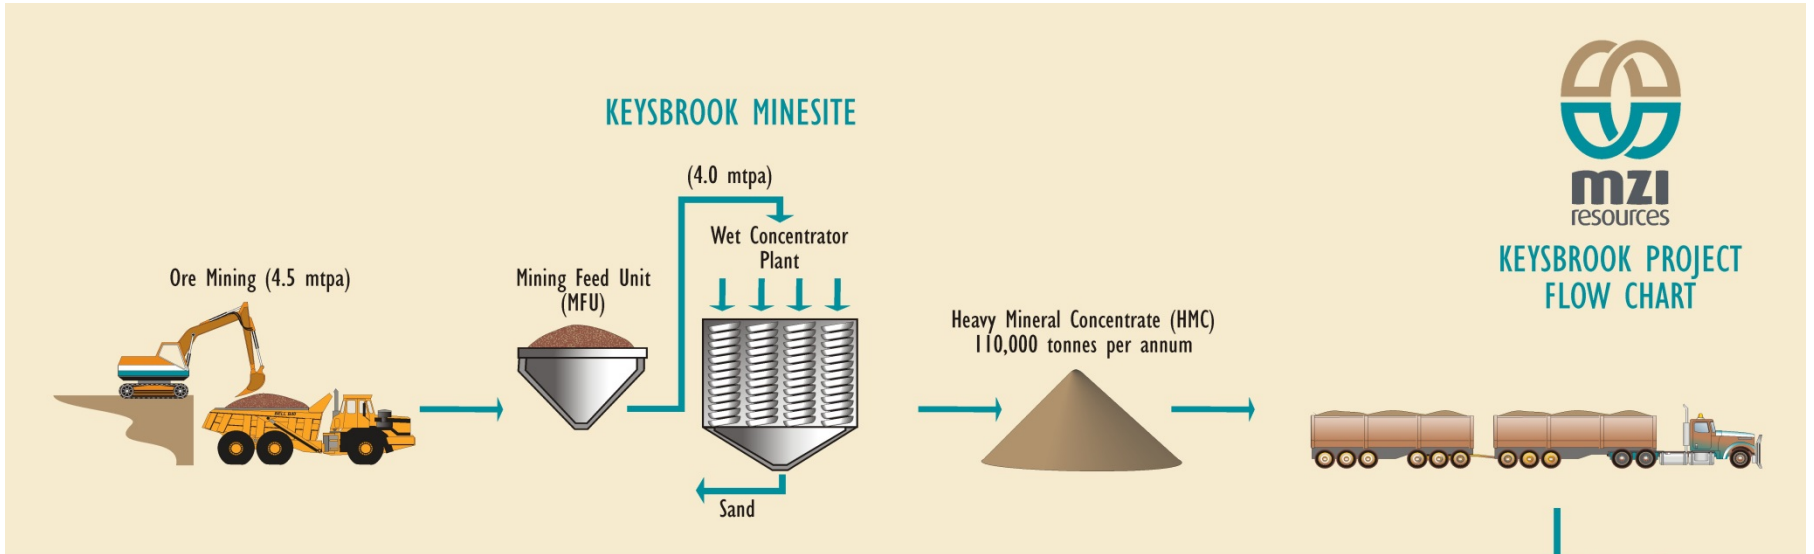 KEYSBROOK MINESITE
(4.0 mtpa)
mzi
resources
Wet Concentrator
Plant
KEYSBROOK PROJECT
FLOW CHART
Ore Mining (4.5 mtpa)
Mining Feed Unit
(MFU)
Heavy Mineral Concentrate (HMC)
110,000 tonnes per annum
Sand